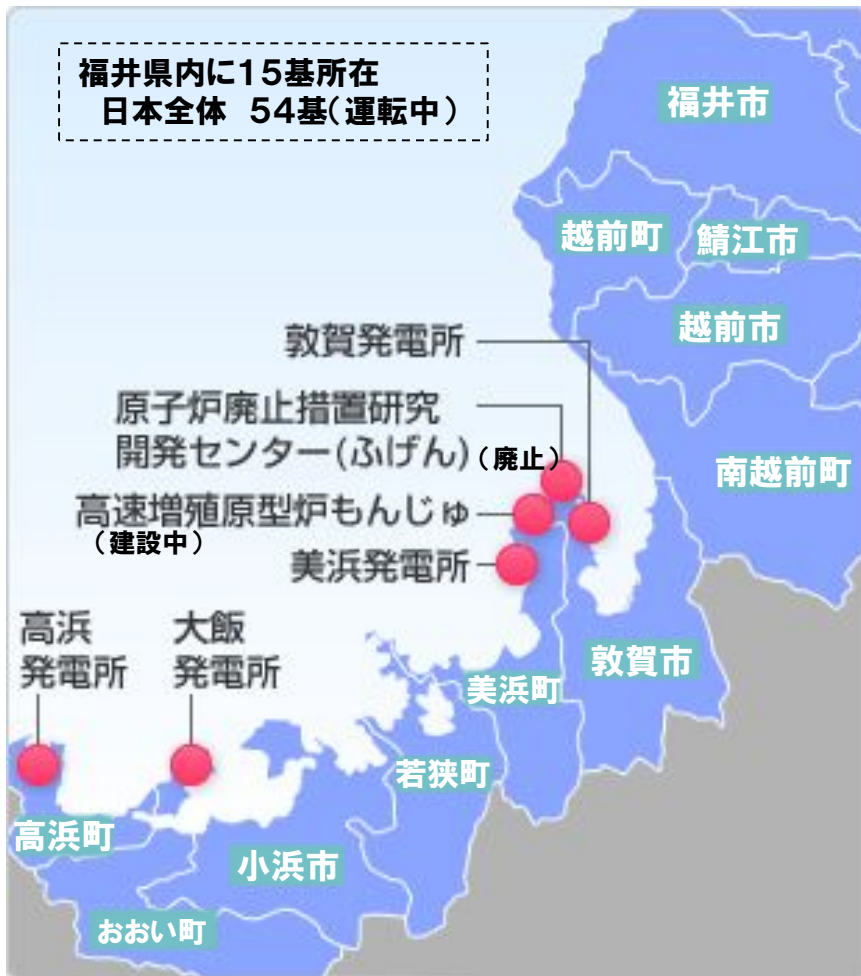 福井県内に15基所在
日本全体 54基(運転中)
福井市
越前町
鯖江市
越前市
敦賀発電所
原子炉廃止措置研究
開発センター(ふげん)(廃止)
南越前町
高速増殖原型炉もんじゅ
(建設中)
美浜発電所
高浜
発電所
大飯
発電所
敦賀市
美浜町
若狭町
高浜町
小浜市
おおい町